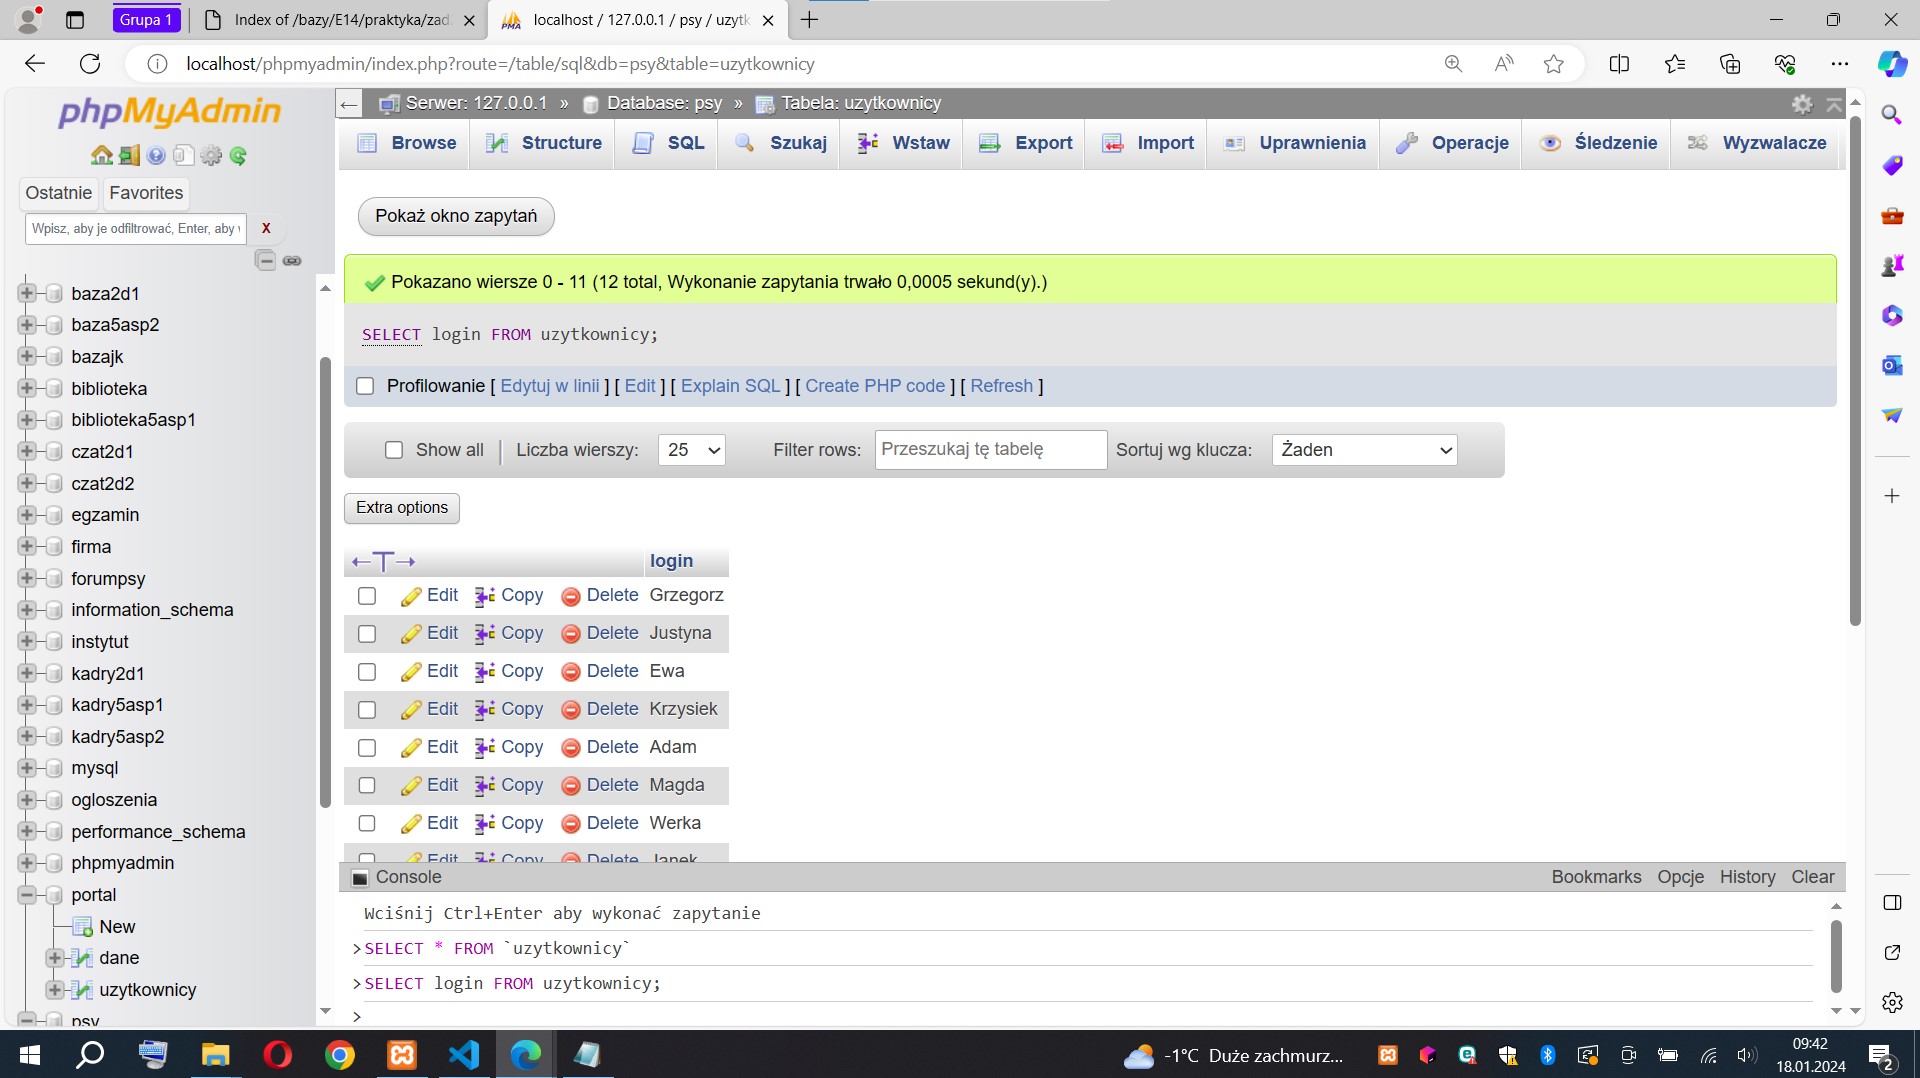 Grupa 1
Index of /bazy/E14/praktyka/zad.
localhost / 127.0.0.1 / psy / uzytk
localhost/phpmyadmin/index.php?route=/table/sql&db=psy&table=uzytkownicy
phpMyAdmin
Ostatnie Favorites
Wpisz, aby je odfiltrować, Enter, aby
X
baza2d1
baza5asp2
bazajk
biblioteka
biblioteka5asp1
czat2d1
czat2d2
egzamin
firma
forumpsy
information_schema
instytut
kadry2d1
kadry5asp1
kadry5asp2
mysql
ogloszenia
performance_schema
phpmyadmin
portal
New
dane
uzytkownicy
psy
Serwer: 127.0.0.1 » Database: psy » Tabela: uzytkownicy
Browse Structure SQL Szukaj Wstaw Export Import Uprawnienia Operacje Śledzenie Wyzwalacze
Pokaż okno zapytań
Pokazano wiersze 0 - 11 (12 total, Wykonanie zapytania trwało 0,0005 sekund(y).)
SELECT login FROM uzytkownicy;
Profilowanie [ Edytuj w linii ] [ Edit ] [ Explain SQL ] [ Create PHP code ] [ Refresh ]
Show all Liczba wierszy: 25 Filter rows: Przeszukaj tę tabelę Sortuj wg klucza: Żaden
Extra options
←T→ login
Edit Copy Delete Grzegorz
Edit Copy Delete Justyna
Edit Copy Delete Ewa
Edit Copy Delete Krzysiek
Edit Copy Delete Adam
Edit Copy Delete Magda
Edit Copy Delete Werka
Edit Copy Delete Janek
Console Bookmarks Opcje History Clear
Wciśnij Ctrl+Enter aby wykonać zapytanie
>SELECT * FROM `uzytkownicy`
>SELECT login FROM uzytkownicy;
>
-1°C Duże zachmurz...
09:42
18.01.2024
2